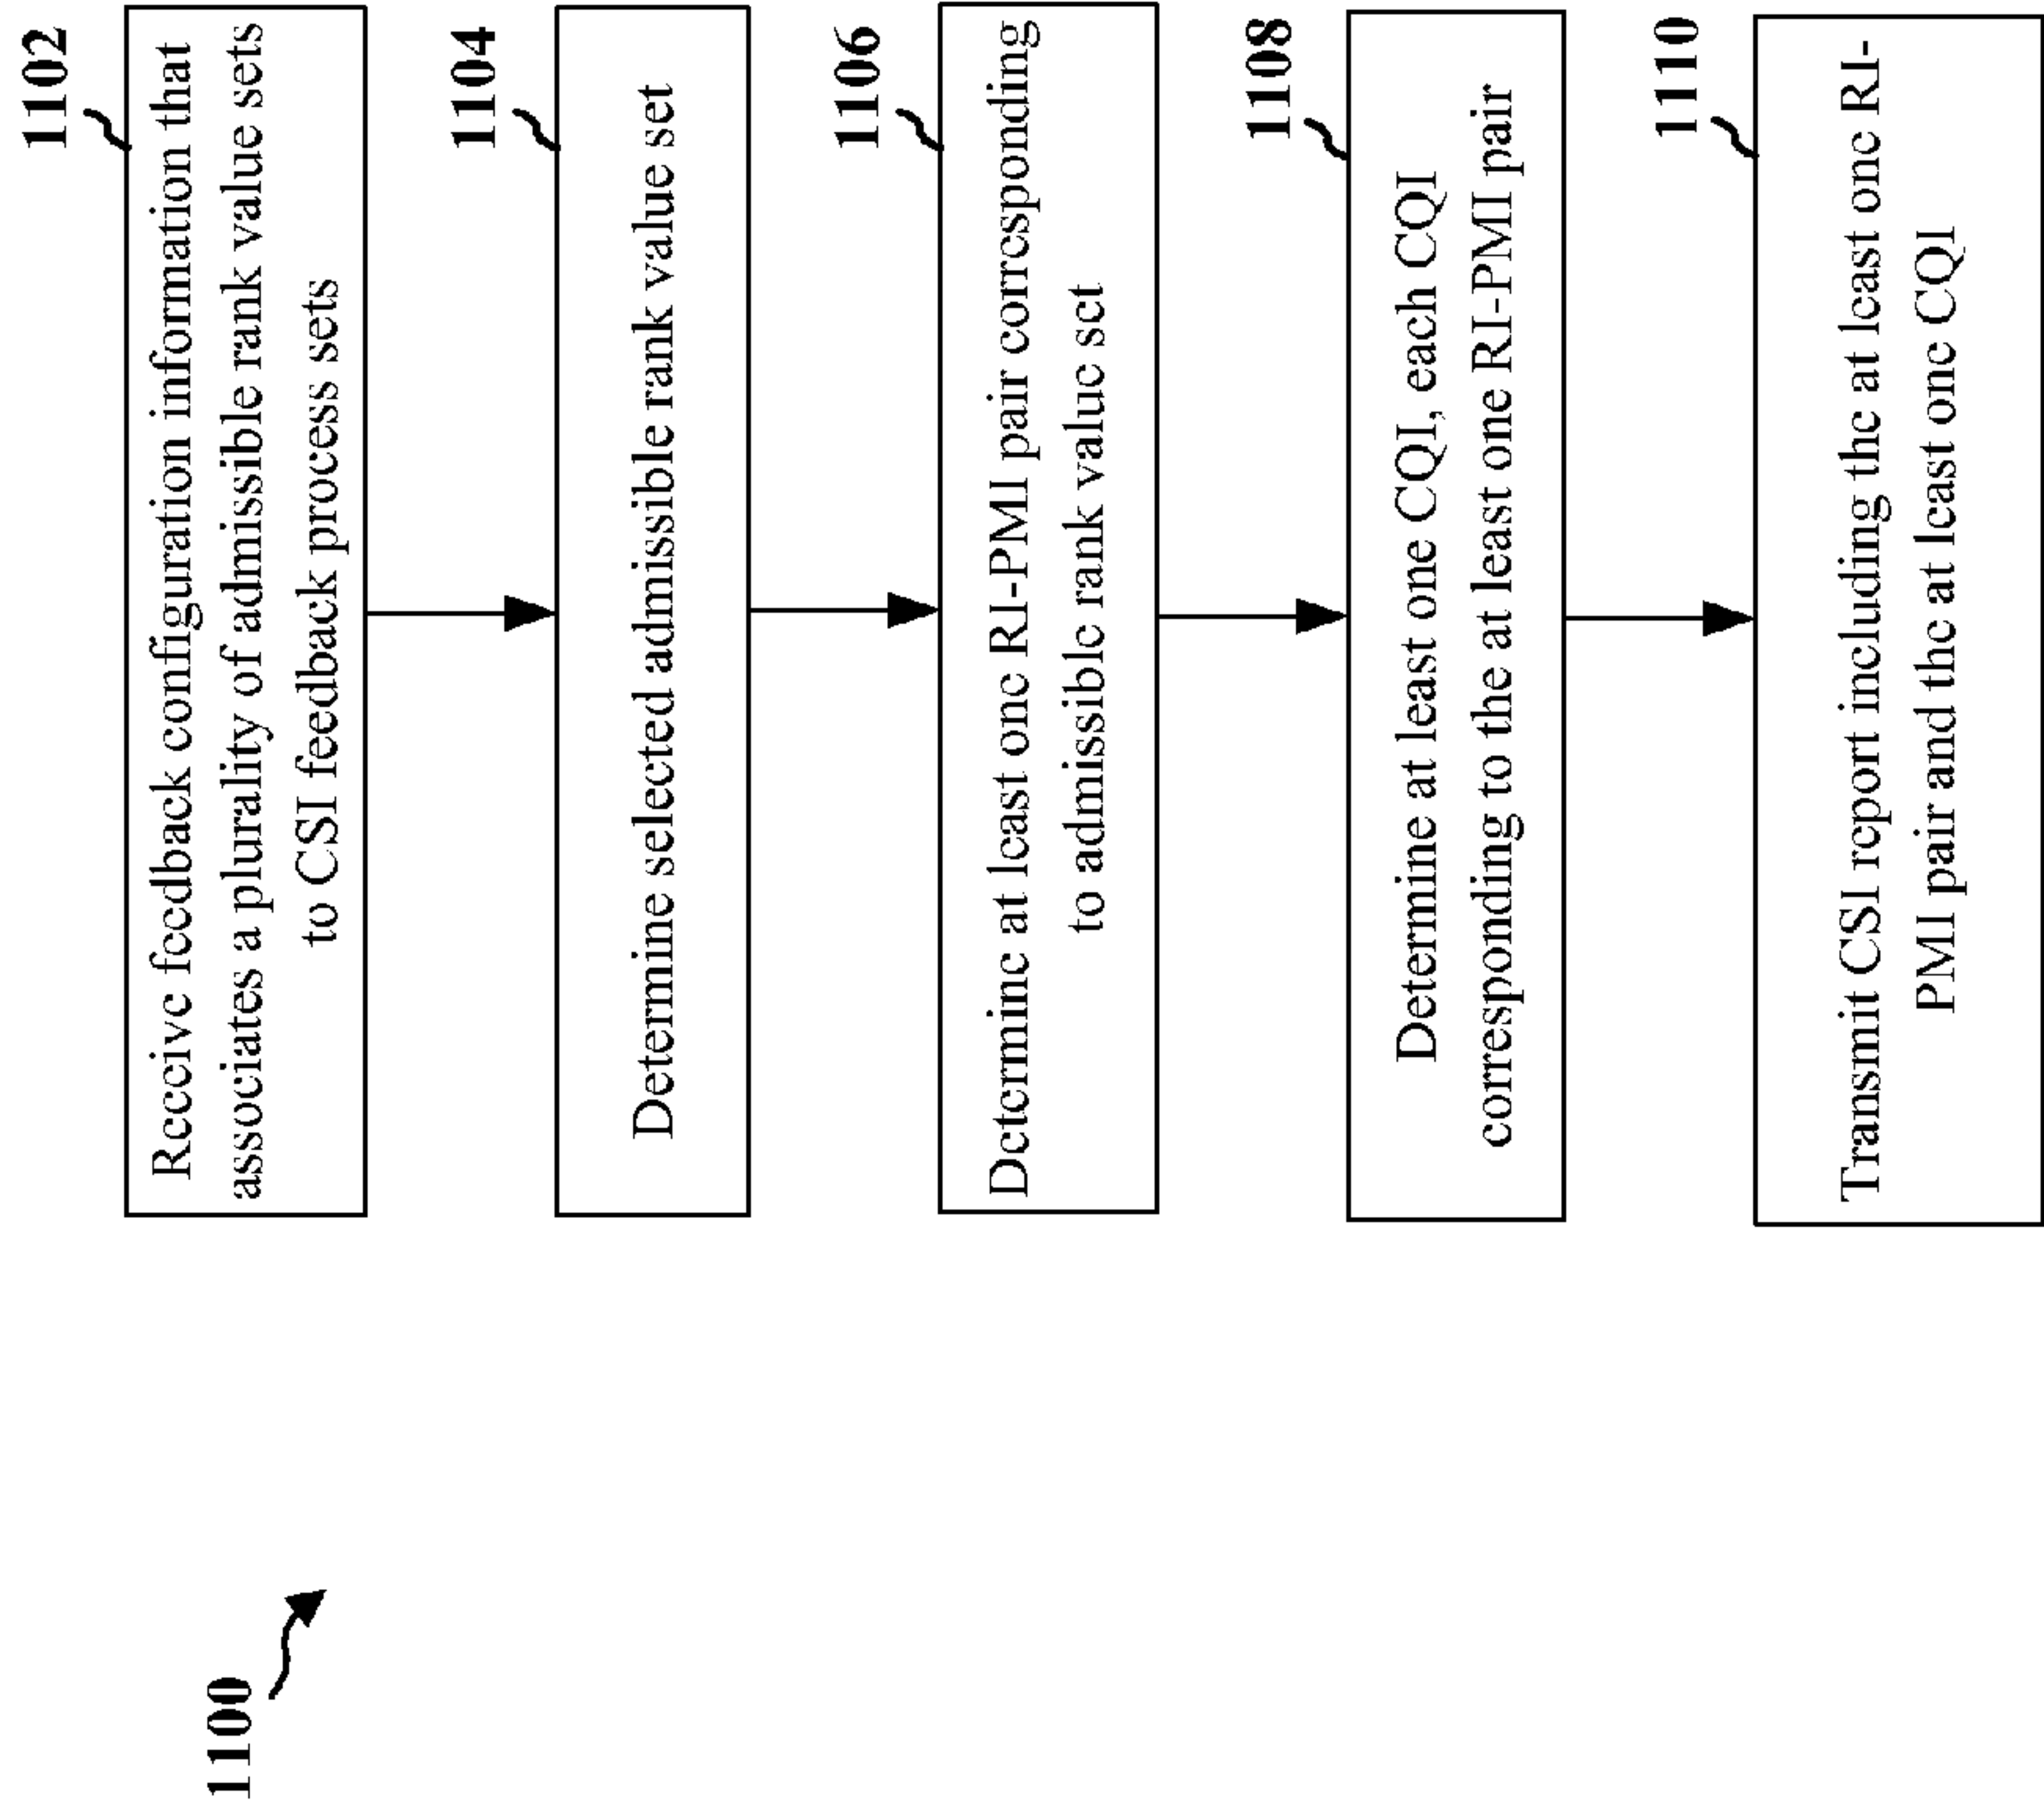 1100
1102
Receive feedback configuration information that
associates a plurality of admissible rank value sets
to CSI feedback process sets
1104
Determine selected admissible rank value set
1106
Determine at least one RI-PMI pair corresponding
to admissible rank value set
1108
Determine at least one CQI, each CQI
corresponding to the at least one RI-PMI pair
1110
Transmit CSI report including the at least one RI-
PMI pair and the at least one CQI